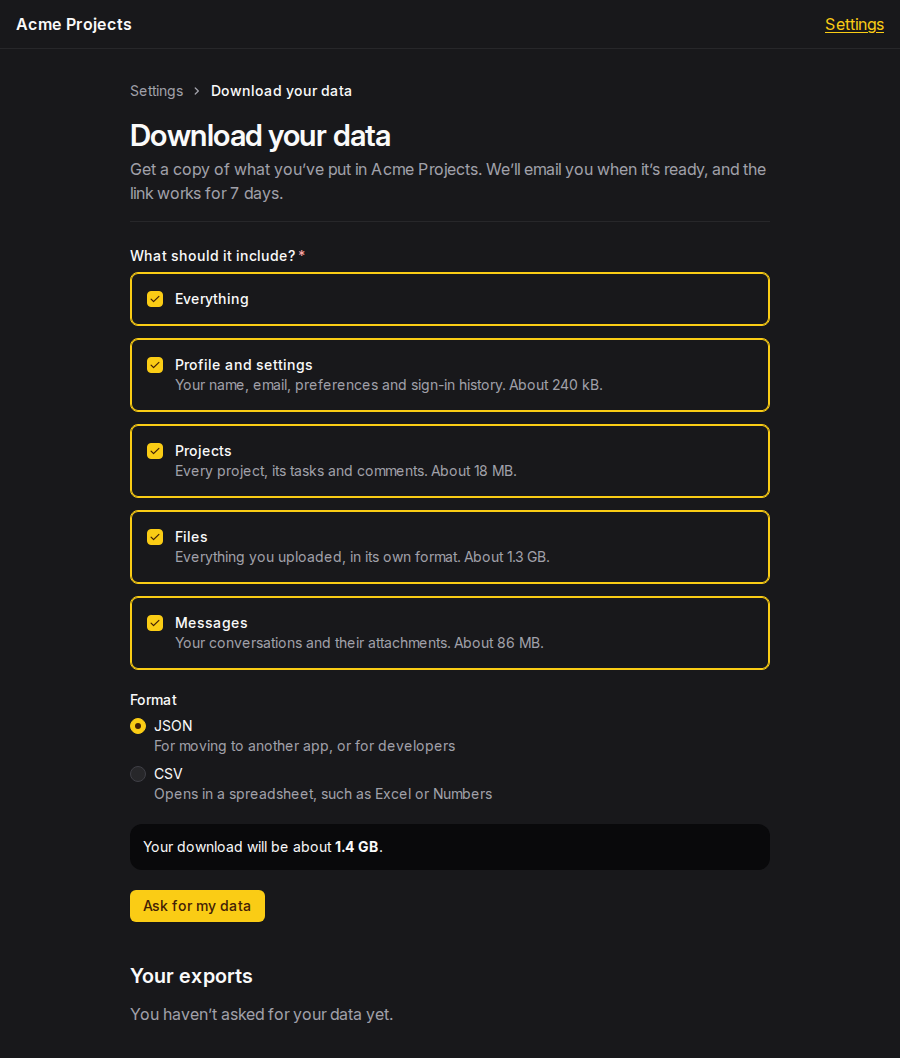 Acme Projects
Settings
Settings
Download your data
Download your data
Get a copy of what you’ve put in Acme Projects. We’ll email you when it’s ready, and the
link works for 7 days.
What should it include? *
Everything
Profile and settings
Your name, email, preferences and sign-in history. About 240 kB.
Projects
Every project, its tasks and comments. About 18 MB.
Files
Everything you uploaded, in its own format. About 1.3 GB.
Messages
Your conversations and their attachments. About 86 MB.
Format
JSON
For moving to another app, or for developers
CSV
Opens in a spreadsheet, such as Excel or Numbers
Your download will be about 1.4 GB.
Ask for my data
Your exports
You haven’t asked for your data yet.